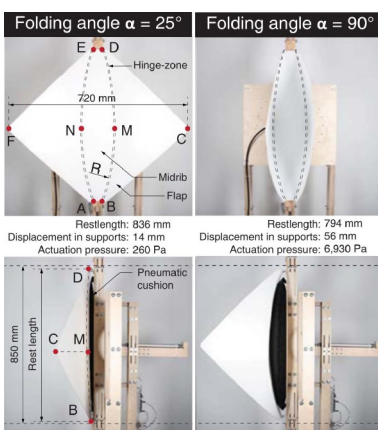 Folding angle α = 25°
Folding angle α = 90°
E D
Hinge-zone
720 mm
F N M C
R
Midrib
Flap
A B
Restlength: 836 mm
Displacement in supports: 14 mm
Actuation pressure: 260 Pa
Restlength: 794 mm
Displacement in supports: 56 mm
Actuation pressure: 6,930 Pa
D
Pneumatic
cushion
850 mm
Rest length
C M
B